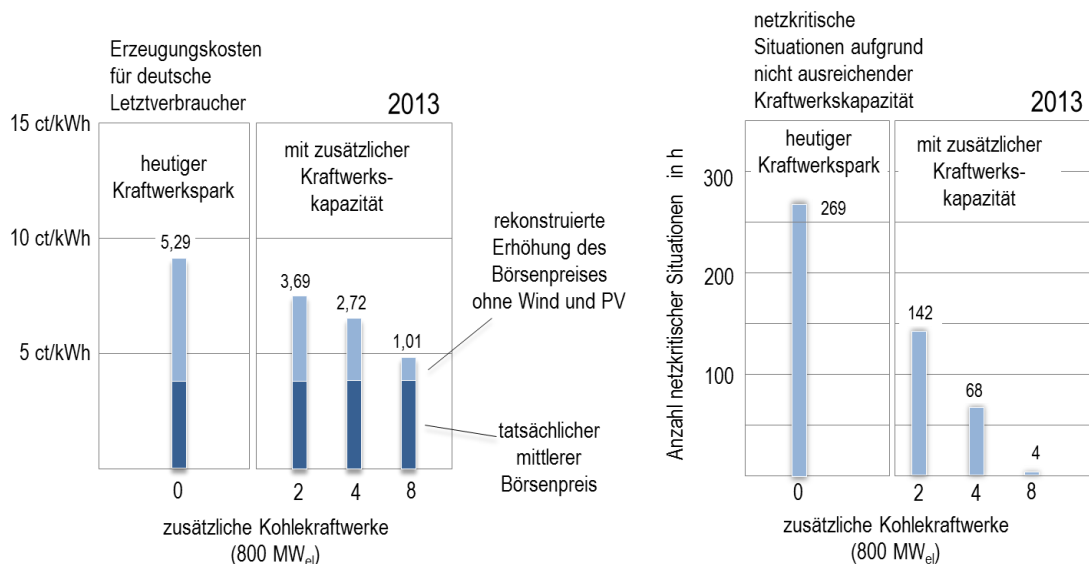 Erzeugungskosten
für deutsche
Letztverbraucher
2013
15 ct/kWh
10 ct/kWh
5 ct/kWh
heutiger
Kraftwerkspark
mit zusätzlicher
Kraftwerks-
kapazität
5,29
3,69
2,72
1,01
rekonstruierte
Erhöhung des
Börsenpreises
ohne Wind und PV
tatsächlicher
mittlerer
Börsenpreis
0
2
4
8
zusätzliche Kohlekraftwerke
(800 MWel)
netzkritische
Situationen aufgrund
nicht ausreichender
Kraftwerkskapazität
2013
Anzahl netzkritischer Situationen in h
300
200
100
heutiger
Kraftwerkspark
mit zusätzlicher
Kraftwerks-
kapazität
269
142
68
4
0
2
4
8
zusätzliche Kohlekraftwerke
(800 MWel)